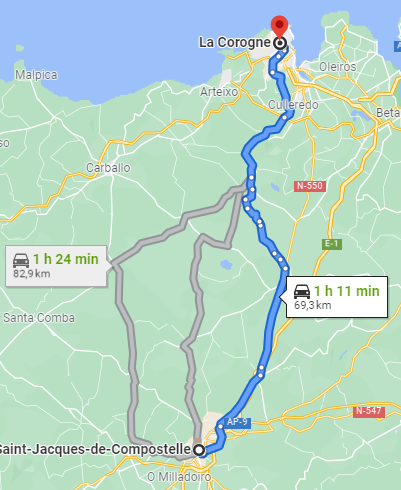 La Corogne
Oleiros
Malpica
Arteixo
Culleredo
Beta
so
Carballo
N-550
E-1
1 h 24 min
82,9 km
1 h 11 min
69,3 km
Santa Comba
N-547
AP-9
Saint-Jacques-de-Compostelle
O Milladoiro